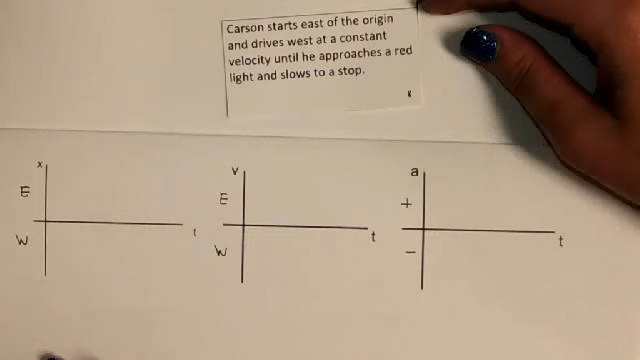 Carson starts east of the origin
and drives west at a constant
velocity until he approaches a red
light and slows to a stop.
x
E
W
t
v
E
W
t
a
+
−
t